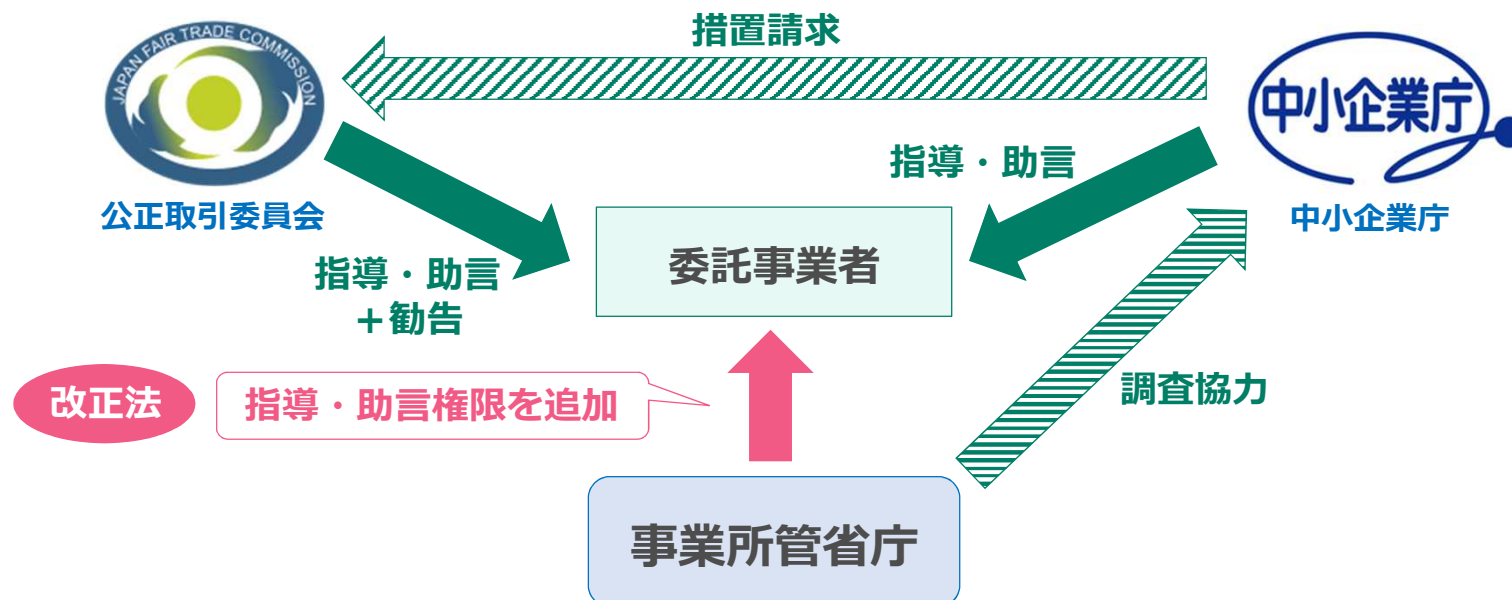 措置請求
JAPAN FAIR TRADE COMMISSION
中小企業庁
指導・助言
公正取引委員会
中小企業庁
委託事業者
指導・助言
＋勧告
改正法
指導・助言権限を追加
調査協力
事業所管省庁